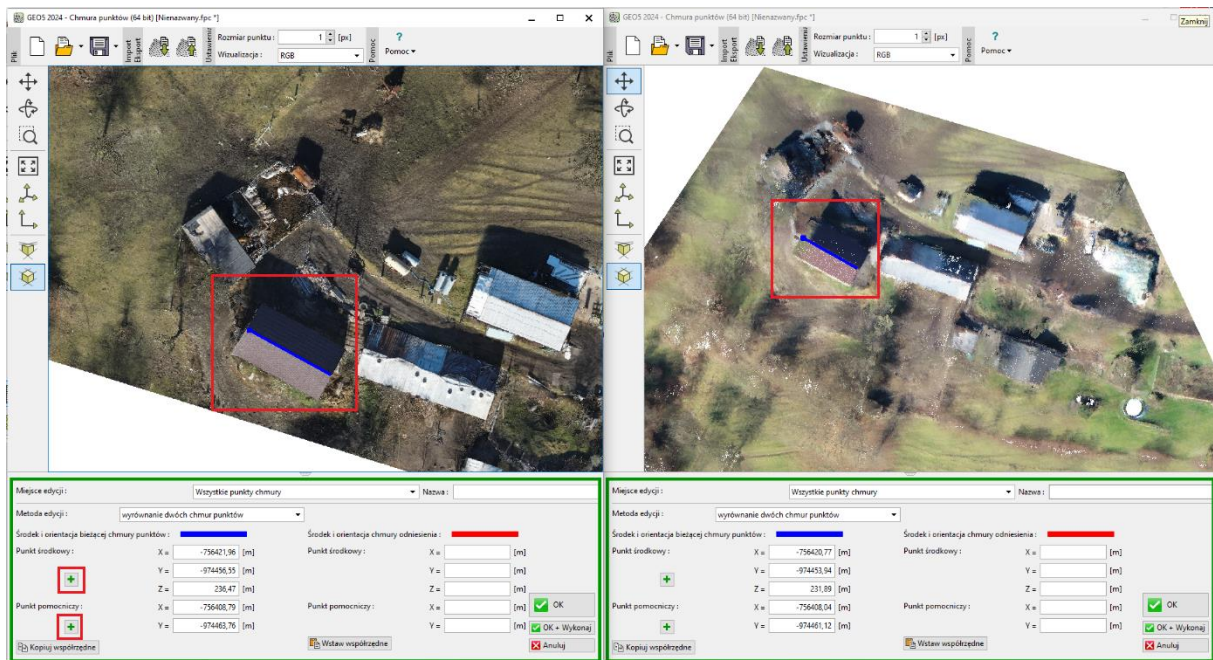 GEO5 2024 - Chmura punktów (64 bit) [Nienazwany.fpc *]
Plik
Import
Eksport
Ustawienia
Rozmiar punktu : 1 [px]
Wizualizacja : RGB
Pomoc
?
Pomoc
Miejsce edycji : Wszystkie punkty chmury Nazwa :
Metoda edycji : wyrównanie dwóch chmur punktów
Środek i orientacja bieżącej chmury punktów : Środek i orientacja chmury odniesienia :
Punkt środkowy : X = -756421,96 [m] Punkt środkowy : X = [m]
Y = -974456,55 [m] Y = [m]
Z = 236,47 [m] Z = [m]
Punkt pomocniczy : X = -756408,79 [m] Punkt pomocniczy : X = [m] OK
Y = -974463,76 [m] Y = [m] OK + Wykonaj
Kopiuj współrzędne Wstaw współrzędne Anuluj
GEO5 2024 - Chmura punktów (64 bit) [Nienazwany.fpc *]
Zamknij
Plik
Import
Eksport
Ustawienia
Rozmiar punktu : 1 [px]
Wizualizacja : RGB
Pomoc
?
Pomoc
Miejsce edycji : Wszystkie punkty chmury Nazwa :
Metoda edycji : wyrównanie dwóch chmur punktów
Środek i orientacja bieżącej chmury punktów : Środek i orientacja chmury odniesienia :
Punkt środkowy : X = -756420,77 [m] Punkt środkowy : X = [m]
Y = -974453,94 [m] Y = [m]
Z = 231,89 [m] Z = [m]
Punkt pomocniczy : X = -756408,04 [m] Punkt pomocniczy : X = [m] OK
Y = -974461,12 [m] Y = [m] OK + Wykonaj
Kopiuj współrzędne Wstaw współrzędne Anuluj